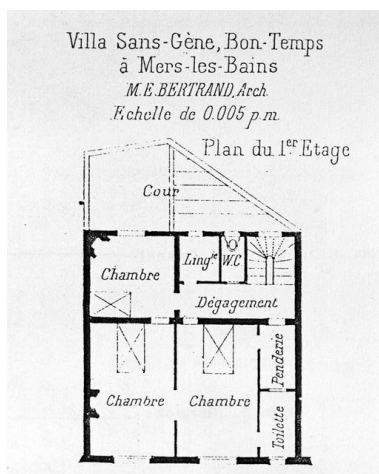 Villa Sans-Gène, Bon-Temps
à Mers-les-Bains
M.E.BERTRAND, Arch.
Echelle de 0.005 p.m.
Plan du 1er Etage
Cour
Chambre
Lingie
W.C.
Dégagement
Chambre
Chambre
Penderie
Toilette